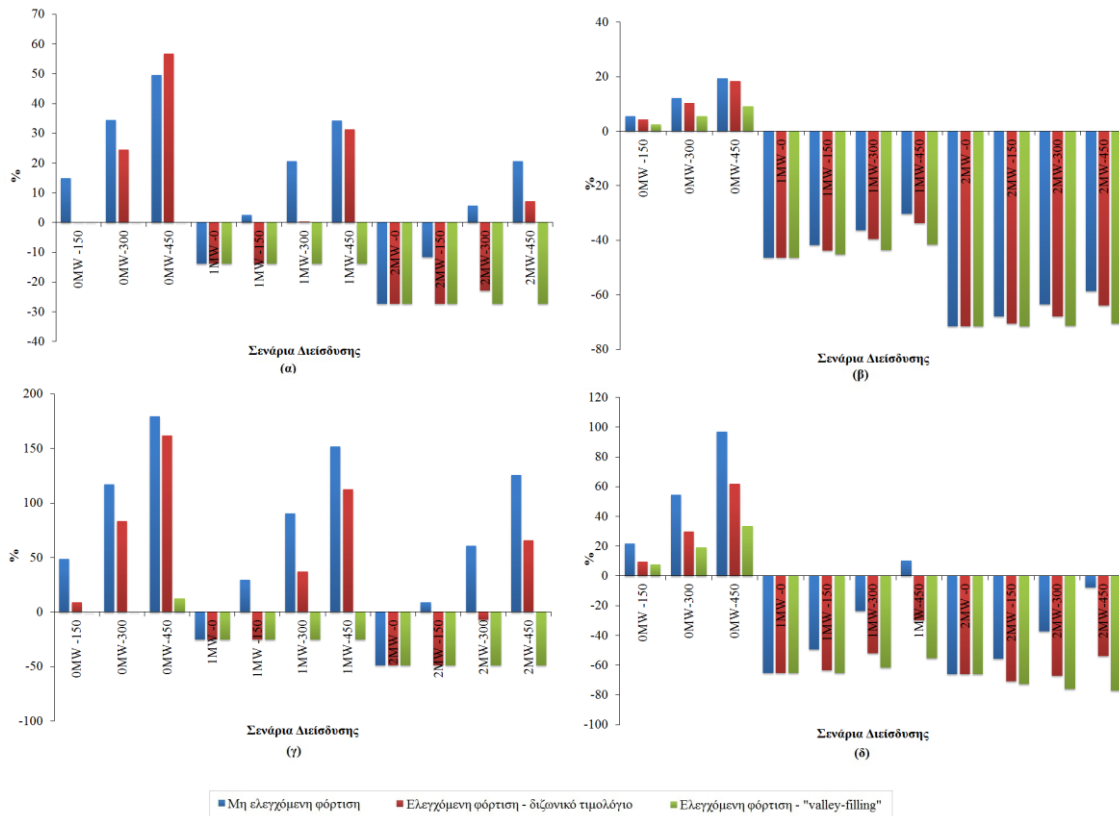 70
60
50
40
30
20
10
0
-10
-20
-30
-40
%
0MW -150
0MW-300
0MW-450
1MW -0
1MW -150
1MW-300
1MW-450
2MW -0
2MW -150
2MW-300
2MW-450
Σενάρια Διείσδυσης
(α)
40
20
0
-20
-40
-60
-80
%
0MW -150
0MW-300
0MW-450
1MW -0
1MW -150
1MW-300
1MW-450
2MW -0
2MW -150
2MW-300
2MW-450
Σενάρια Διείσδυσης
(β)
200
150
100
50
0
-50
-100
%
0MW -150
0MW-300
0MW-450
1MW -0
1MW -150
1MW-300
1MW-450
2MW -0
2MW -150
2MW-300
2MW-450
Σενάρια Διείσδυσης
(γ)
120
100
80
60
40
20
0
-20
-40
-60
-80
-100
%
0MW -150
0MW-300
0MW-450
1MW -0
1MW -150
1MW-300
1MW-450
2MW -0
2MW -150
2MW-300
2MW-450
Σενάρια Διείσδυσης
(δ)
Μη ελεγχόμενη φόρτιση
Ελεγχόμενη φόρτιση - διζωνικό τιμολόγιο
Ελεγχόμενη φόρτιση - "valley-filling"